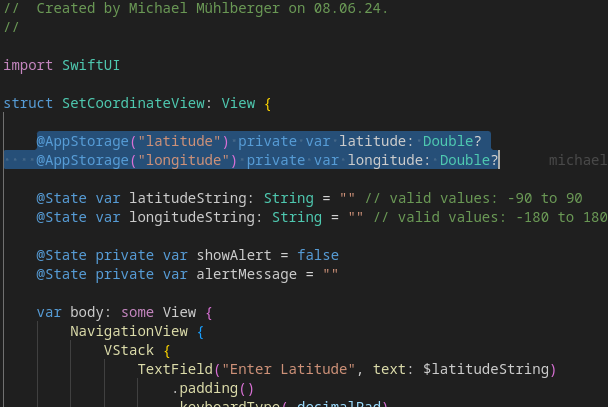 //  Created by Michael Mühlberger on 08.06.24.
//
import SwiftUI
struct SetCoordinateView: View {
@AppStorage("latitude") private var latitude: Double?
@AppStorage("longitude") private var longitude: Double? michael
@State var latitudeString: String = "" // valid values: -90 to 90
@State var longitudeString: String = "" // valid values: -180 to 180
@State private var showAlert = false
@State private var alertMessage = ""
var body: some View {
NavigationView {
VStack {
TextField("Enter Latitude", text: $latitudeString)
.padding()
.keyboardType(.decimalPad)